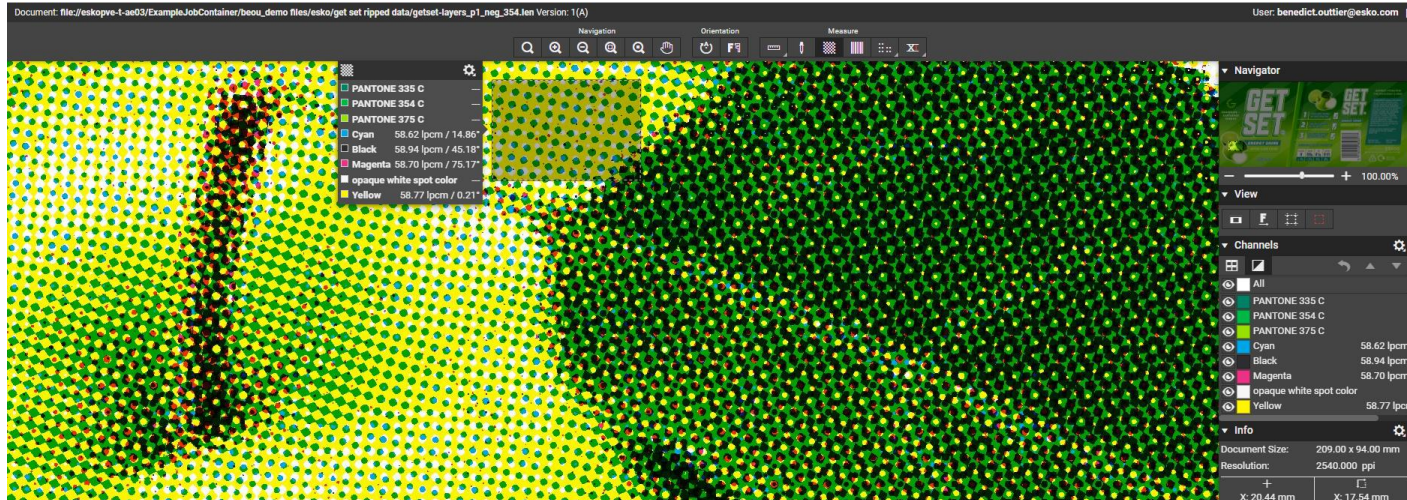 Document: file://eskopve-t-ae03/ExampleJobContainer/beou_demo files/esko/get set ripped data/getset-layers_p1_neg_354.len Version: 1(A)
User: benedict.outtier@esko.com
Navigation
Orientation
Measure
PANTONE 335 C —
PANTONE 354 C —
PANTONE 375 C —
Cyan 58.62 lpcm / 14.86°
Black 58.94 lpcm / 45.18°
Magenta 58.70 lpcm / 75.17°
opaque white spot color —
Yellow 58.77 lpcm / 0.21°
Navigator
GET
SET
GET
SET
100.00%
View
Channels
All
PANTONE 335 C
PANTONE 354 C
PANTONE 375 C
Cyan 58.62 lpcm
Black 58.94 lpcm
Magenta 58.70 lpcm
opaque white spot color
Yellow 58.77 lpc
Info
Document Size: 209.00 x 94.00 mm
Resolution: 2540.000 ppi
X: 20.44 mm X: 17.54 mm